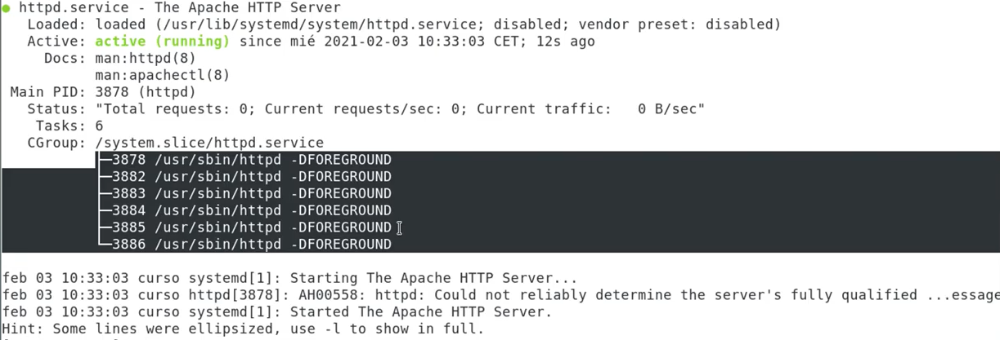 ● httpd.service - The Apache HTTP Server
   Loaded: loaded (/usr/lib/systemd/system/httpd.service; disabled; vendor preset: disabled)
   Active: active (running) since mié 2021-02-03 10:33:03 CET; 12s ago
     Docs: man:httpd(8)
           man:apachectl(8)
 Main PID: 3878 (httpd)
   Status: "Total requests: 0; Current requests/sec: 0; Current traffic:   0 B/sec"
    Tasks: 6
   CGroup: /system.slice/httpd.service
           ├─3878 /usr/sbin/httpd -DFOREGROUND
           ├─3882 /usr/sbin/httpd -DFOREGROUND
           ├─3883 /usr/sbin/httpd -DFOREGROUND
           ├─3884 /usr/sbin/httpd -DFOREGROUND
           ├─3885 /usr/sbin/httpd -DFOREGROUND
           └─3886 /usr/sbin/httpd -DFOREGROUND
feb 03 10:33:03 curso systemd[1]: Starting The Apache HTTP Server...
feb 03 10:33:03 curso httpd[3878]: AH00558: httpd: Could not reliably determine the server's fully qualified ...essage
feb 03 10:33:03 curso systemd[1]: Started The Apache HTTP Server.
Hint: Some lines were ellipsized, use -l to show in full.